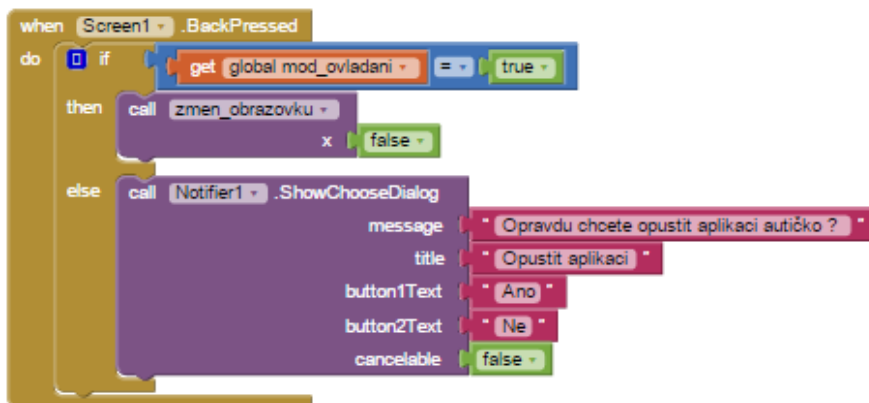 when Screen1 .BackPressed
do if get global mod_ovladani = true
then call zmen_obrazovku
x false
else call Notifier1 .ShowChooseDialog
message " Opravdu chcete opustit aplikaci autičko ? "
title " Opustit aplikaci "
button1Text " Ano "
button2Text " Ne "
cancelable false